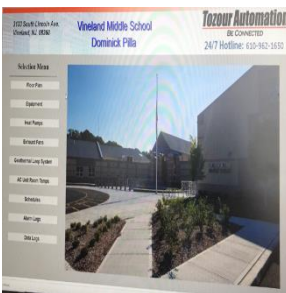 Vineland Middle School
Dominick Pilla
Tozour Automation
BE CONNECTED
24/7 Hotline: 610-962-1650
Selection Menu
Floor Plan
Equipment
Heat Pumps
Exhaust Fans
Geothermal Loop System
All Unit Room Temps
Schedules
Alarm Logs
Data Logs